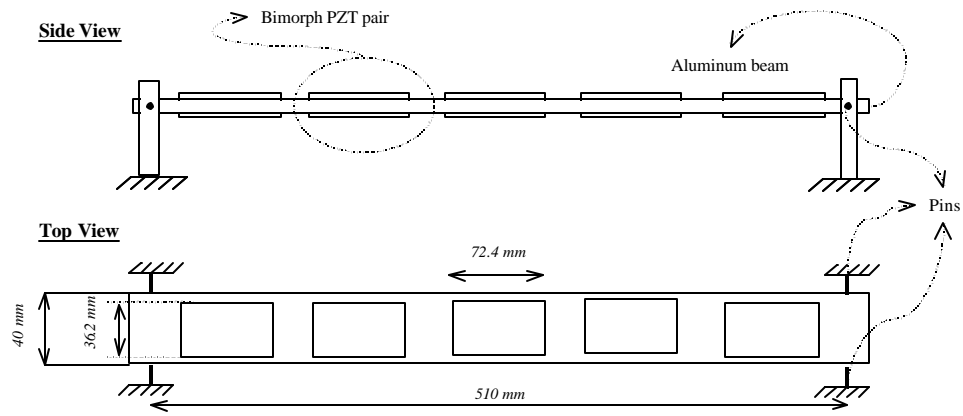 Side View
Bimorph PZT pair
Aluminum beam
Pins
Top View
72.4 mm
40 mm
36.2 mm
510 mm